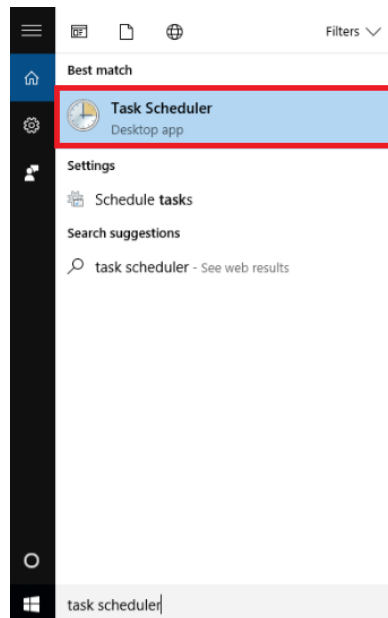 Filters
Best match
Task Scheduler
Desktop app
Settings
Schedule tasks
Search suggestions
task scheduler - See web results
task scheduler